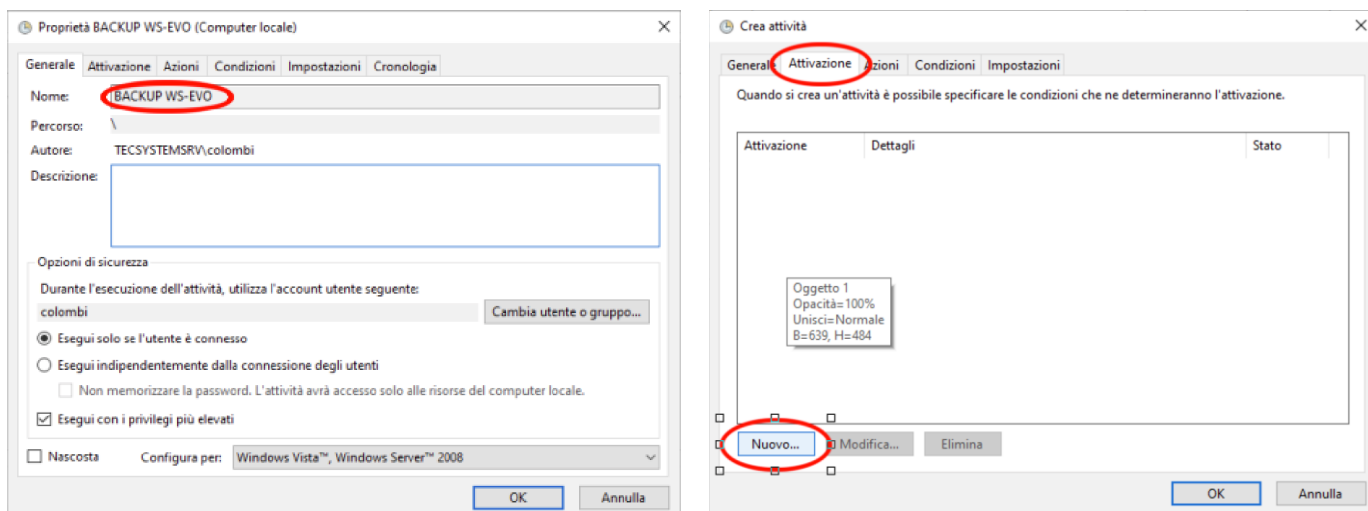 Proprietà BACKUP WS-EVO (Computer locale)
Generale Attivazione Azioni Condizioni Impostazioni Cronologia
Nome: BACKUP WS-EVO
Percorso: \
Autore: TECSYSTEMSRV\colombi
Descrizione:
Opzioni di sicurezza
Durante l'esecuzione dell'attività, utilizza l'account utente seguente:
colombi Cambia utente o gruppo...
Esegui solo se l'utente è connesso
Esegui indipendentemente dalla connessione degli utenti
Non memorizzare la password. L'attività avrà accesso solo alle risorse del computer locale.
Esegui con i privilegi più elevati
Nascosta Configura per: Windows Vista™, Windows Server™ 2008
OK Annulla
Crea attività
Generale Attivazione Azioni Condizioni Impostazioni
Quando si crea un'attività è possibile specificare le condizioni che ne determineranno l'attivazione.
Attivazione Dettagli Stato
Oggetto 1
Opacità=100%
Unisci=Normale
B=639, H=484
Nuovo... Modifica... Elimina
OK Annulla